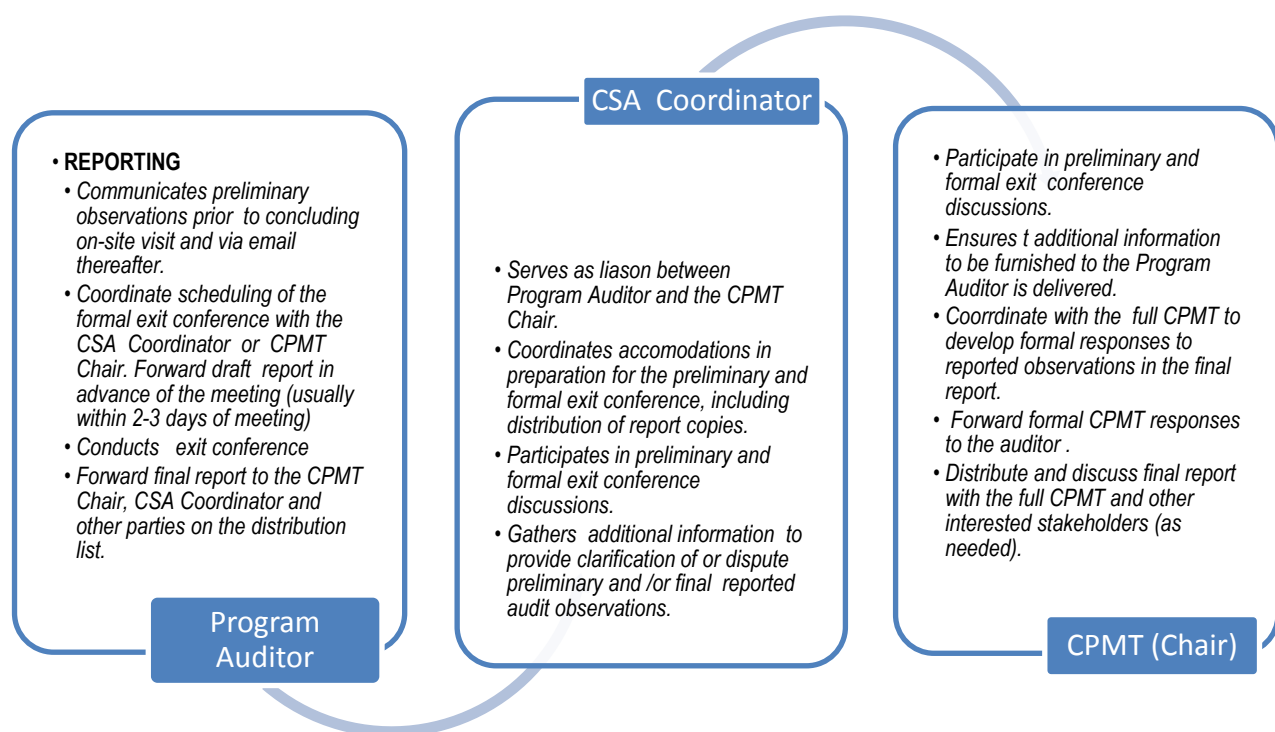 • REPORTING
• Communicates preliminary
observations prior to concluding
on-site visit and via email
thereafter.
• Coordinate scheduling of the
formal exit conference with the
CSA Coordinator or CPMT
Chair. Forward draft report in
advance of the meeting (usually
within 2-3 days of meeting)
• Conducts exit conference
• Forward final report to the CPMT
Chair, CSA Coordinator and
other parties on the distribution
list.
Program
Auditor
CSA Coordinator
• Serves as liason between
Program Auditor and the CPMT
Chair.
• Coordinates accomodations in
preparation for the preliminary and
formal exit conference, including
distribution of report copies.
• Participates in preliminary and
formal exit conference
discussions.
• Gathers additional information to
provide clarification of or dispute
preliminary and /or final reported
audit observations.
• Participate in preliminary and
formal exit conference
discussions.
• Ensures t additional information
to be furnished to the Program
Auditor is delivered.
• Coorrdinate with the full CPMT to
develop formal responses to
reported observations in the final
report.
• Forward formal CPMT responses
to the auditor .
• Distribute and discuss final report
with the full CPMT and other
interested stakeholders (as
needed).
CPMT (Chair)